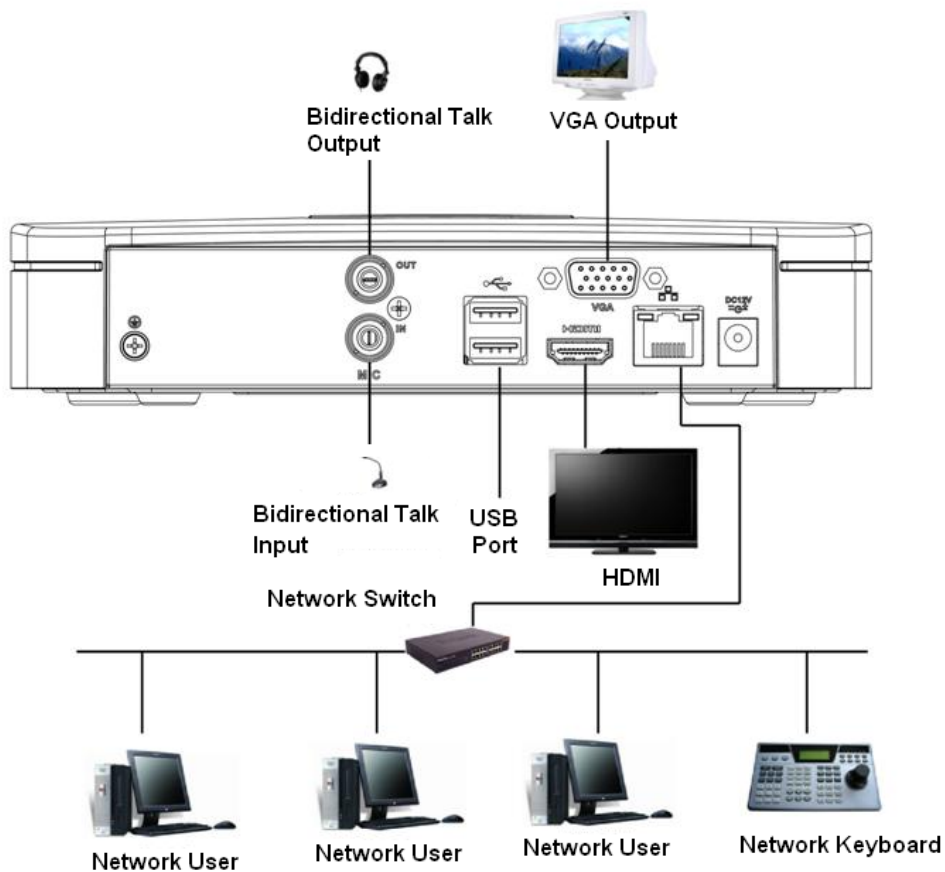 Bidirectional Talk
Output
VGA Output
OUT
VGA
DC12V
IN
HDMI
MIC
Bidirectional Talk
Input
USB
Port
HDMI
Network Switch
Network User
Network User
Network User
Network Keyboard